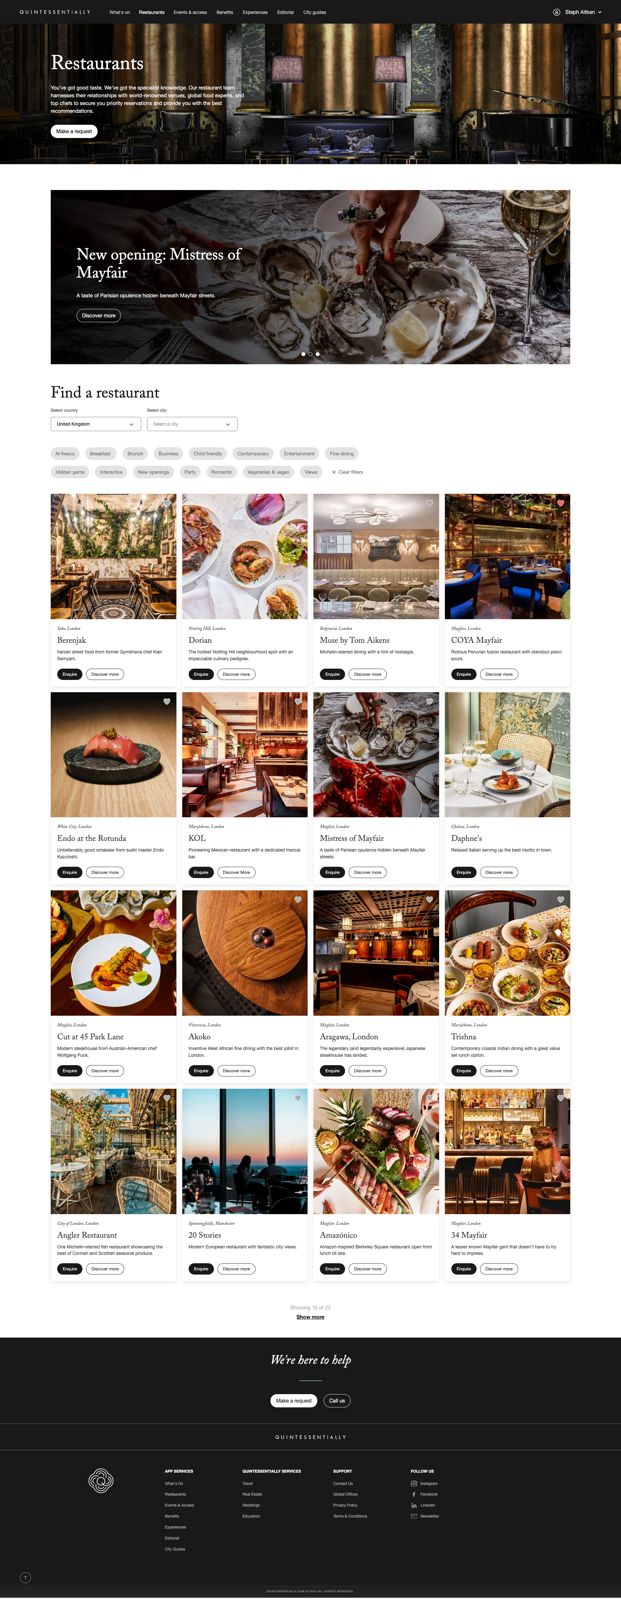 QUINTESSENTIALLY
What's on
Restaurants
Events & access
Benefits
Experiences
Editorial
City guides
Steph Aitken
Restaurants
You've got good taste. We've got the specialist knowledge. Our restaurant team
harnesses their relationships with world-renowned venues, global food experts, and
top chefs to secure you priority reservations and provide you with the best
recommendations.
Make a request
New opening: Mistress of
Mayfair
A taste of Parisian opulence hidden beneath Mayfair streets.
Discover more
Find a restaurant
Select country
Select city
United Kingdom
Select a city
Al fresco
Breakfast
Brunch
Business
Child friendly
Contemporary
Entertainment
Fine dining
Hidden gems
Interactive
New openings
Party
Romantic
Vegetarian & vegan
Views
Clear filters
Soho, London
Berenjak
Iranian street food from former Gymkhana chef Kian
Samyani.
Enquire
Discover more
Notting Hill, London
Dorian
The hottest Notting Hill neighbourhood spot with an
impeccable culinary pedigree.
Enquire
Discover more
Belgravia, London
Muse by Tom Aikens
Michelin-starred dining with a hint of nostalgia.
Enquire
Discover more
Mayfair, London
COYA Mayfair
Riotous Peruvian fusion restaurant with standout pisco
sours.
Enquire
Discover more
White City, London
Endo at the Rotunda
Unbelievably good omakase from sushi master Endo
Kazutoshi.
Enquire
Discover more
Marylebone, London
KOL
Pioneering Mexican restaurant with a dedicated mezcal
bar.
Enquire
Discover More
Mayfair, London
Mistress of Mayfair
A taste of Parisian opulence hidden beneath Mayfair
streets.
Enquire
Discover more
Chelsea, London
Daphne's
Relaxed Italian serving up the best risotto in town.
Enquire
Discover more
Mayfair, London
Cut at 45 Park Lane
Modern steakhouse from Austrian-American chef
Wolfgang Puck.
Enquire
Discover more
Fitzrovia, London
Akoko
Inventive West African fine dining with the best jollof in
London.
Enquire
Discover more
Mayfair, London
Aragawa, London
The legendary (and legendarily expensive) Japanese
steakhouse has landed.
Enquire
Discover more
Marylebone, London
Trishna
Contemporary coastal Indian dining with a great value
set lunch option.
Enquire
Discover more
City of London, London
Angler Restaurant
One Michelin-starred fish restaurant showcasing the
best of Cornish and Scottish seasonal produce.
Enquire
Discover more
Spinningfields, Manchester
20 Stories
Modern European restaurant with fantastic city views.
Enquire
Discover more
Mayfair, London
Amazónico
Amazon-inspired Berkeley Square restaurant open from
lunch till late.
Enquire
Discover more
Mayfair, London
34 Mayfair
A lesser known Mayfair gem that doesn't have to try
hard to impress.
Enquire
Discover more
Showing 16 of 23
Show more
We're here to help
Make a request
Call us
QUINTESSENTIALLY
APP SERVICES
What's On
Restaurants
Events & Access
Benefits
Experiences
Editorial
City Guides
QUINTESSENTIALLY SERVICES
Travel
Real Estate
Weddings
Education
SUPPORT
Contact Us
Global Offices
Privacy Policy
Terms & Conditions
FOLLOW US
Instagram
Facebook
LinkedIn
Newsletter
QUINTESSENTIALLY.COM © 2024 ALL RIGHTS RESERVED.